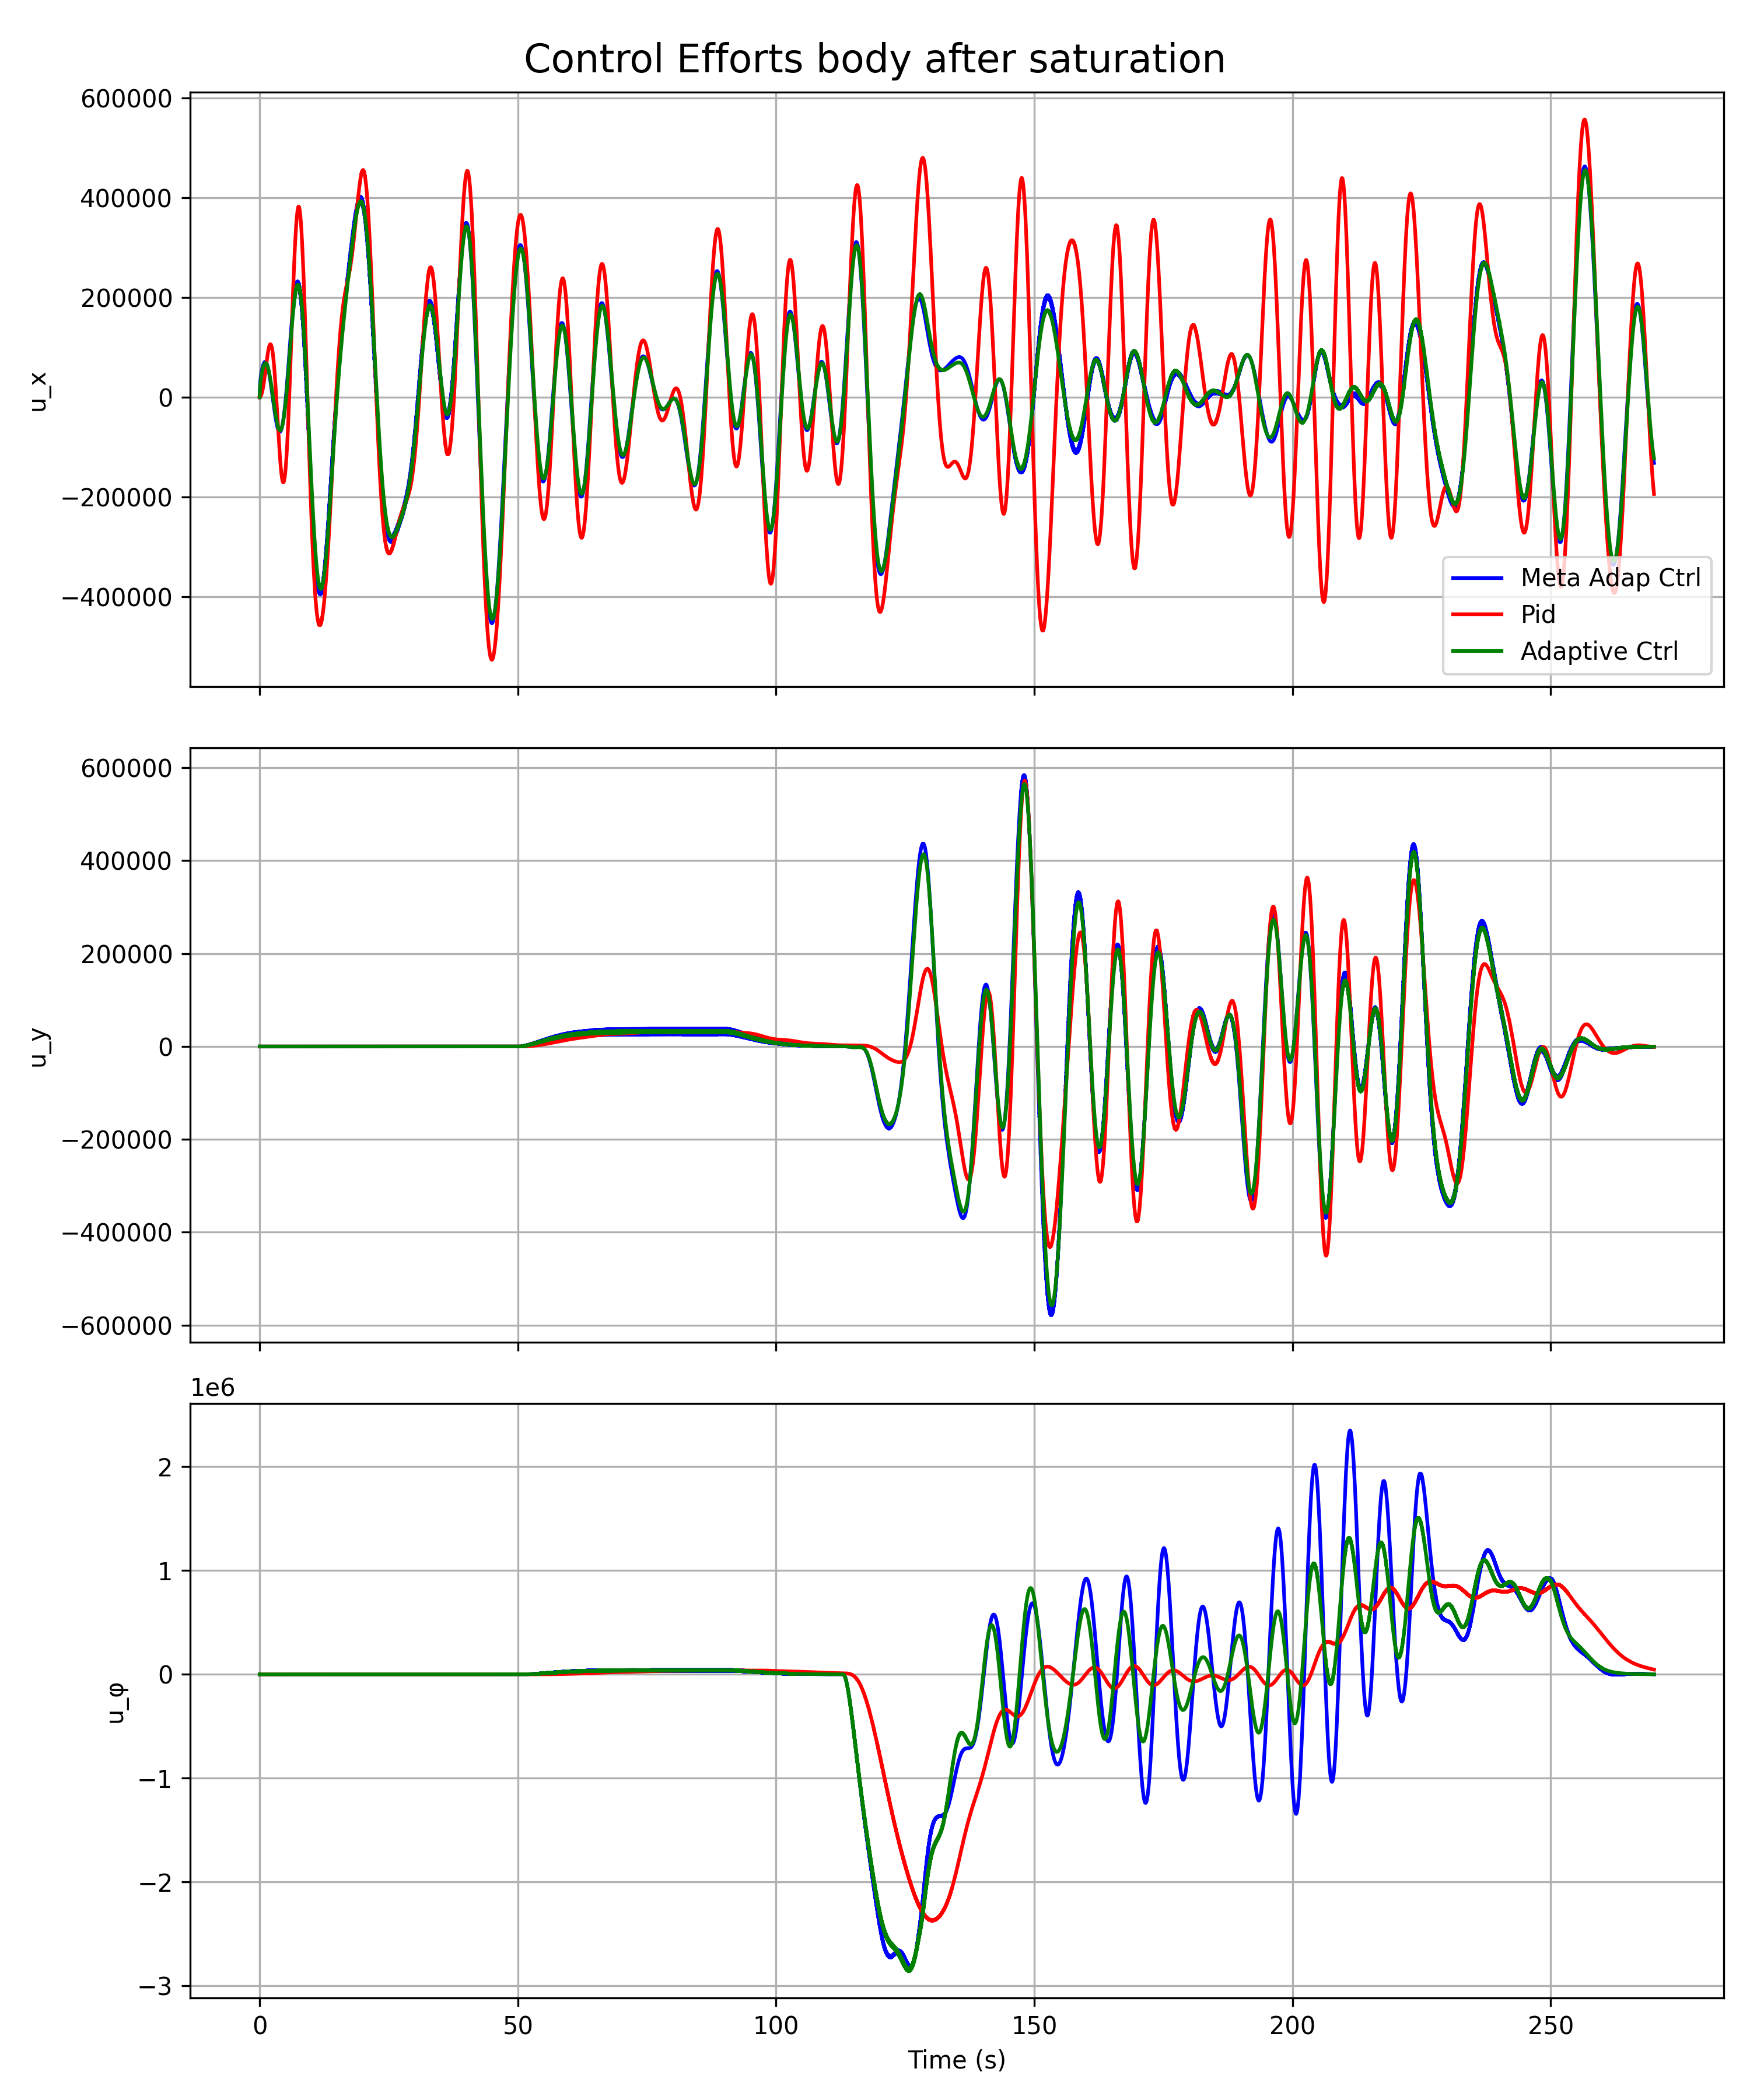 Control Efforts body after saturation
600000
400000
200000
0
−200000
−400000
u_x
Meta Adap Ctrl
Pid
Adaptive Ctrl
600000
400000
200000
0
−200000
−400000
−600000
u_y
1e6
2
1
0
−1
−2
−3
u_φ
0 50 100 150 200 250
Time (s)